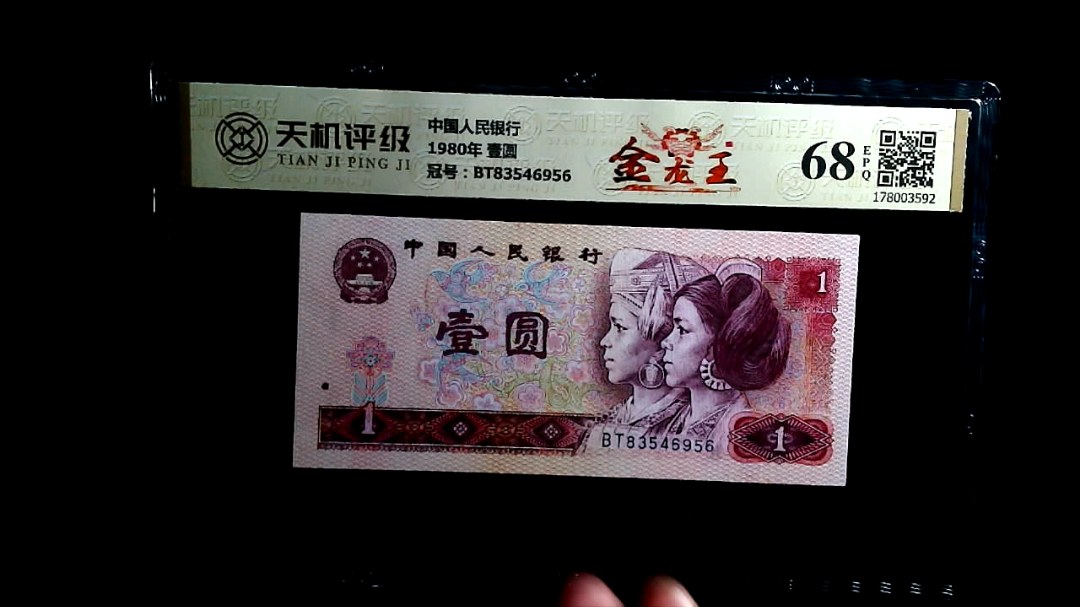 天机评级
TIAN JI PING JI
中国人民银行
1980年 壹圆
冠号：BT83546956
金龙王
68
EPQ
178003592
中国人民银行
1
壹圆
1
BT83546956
1